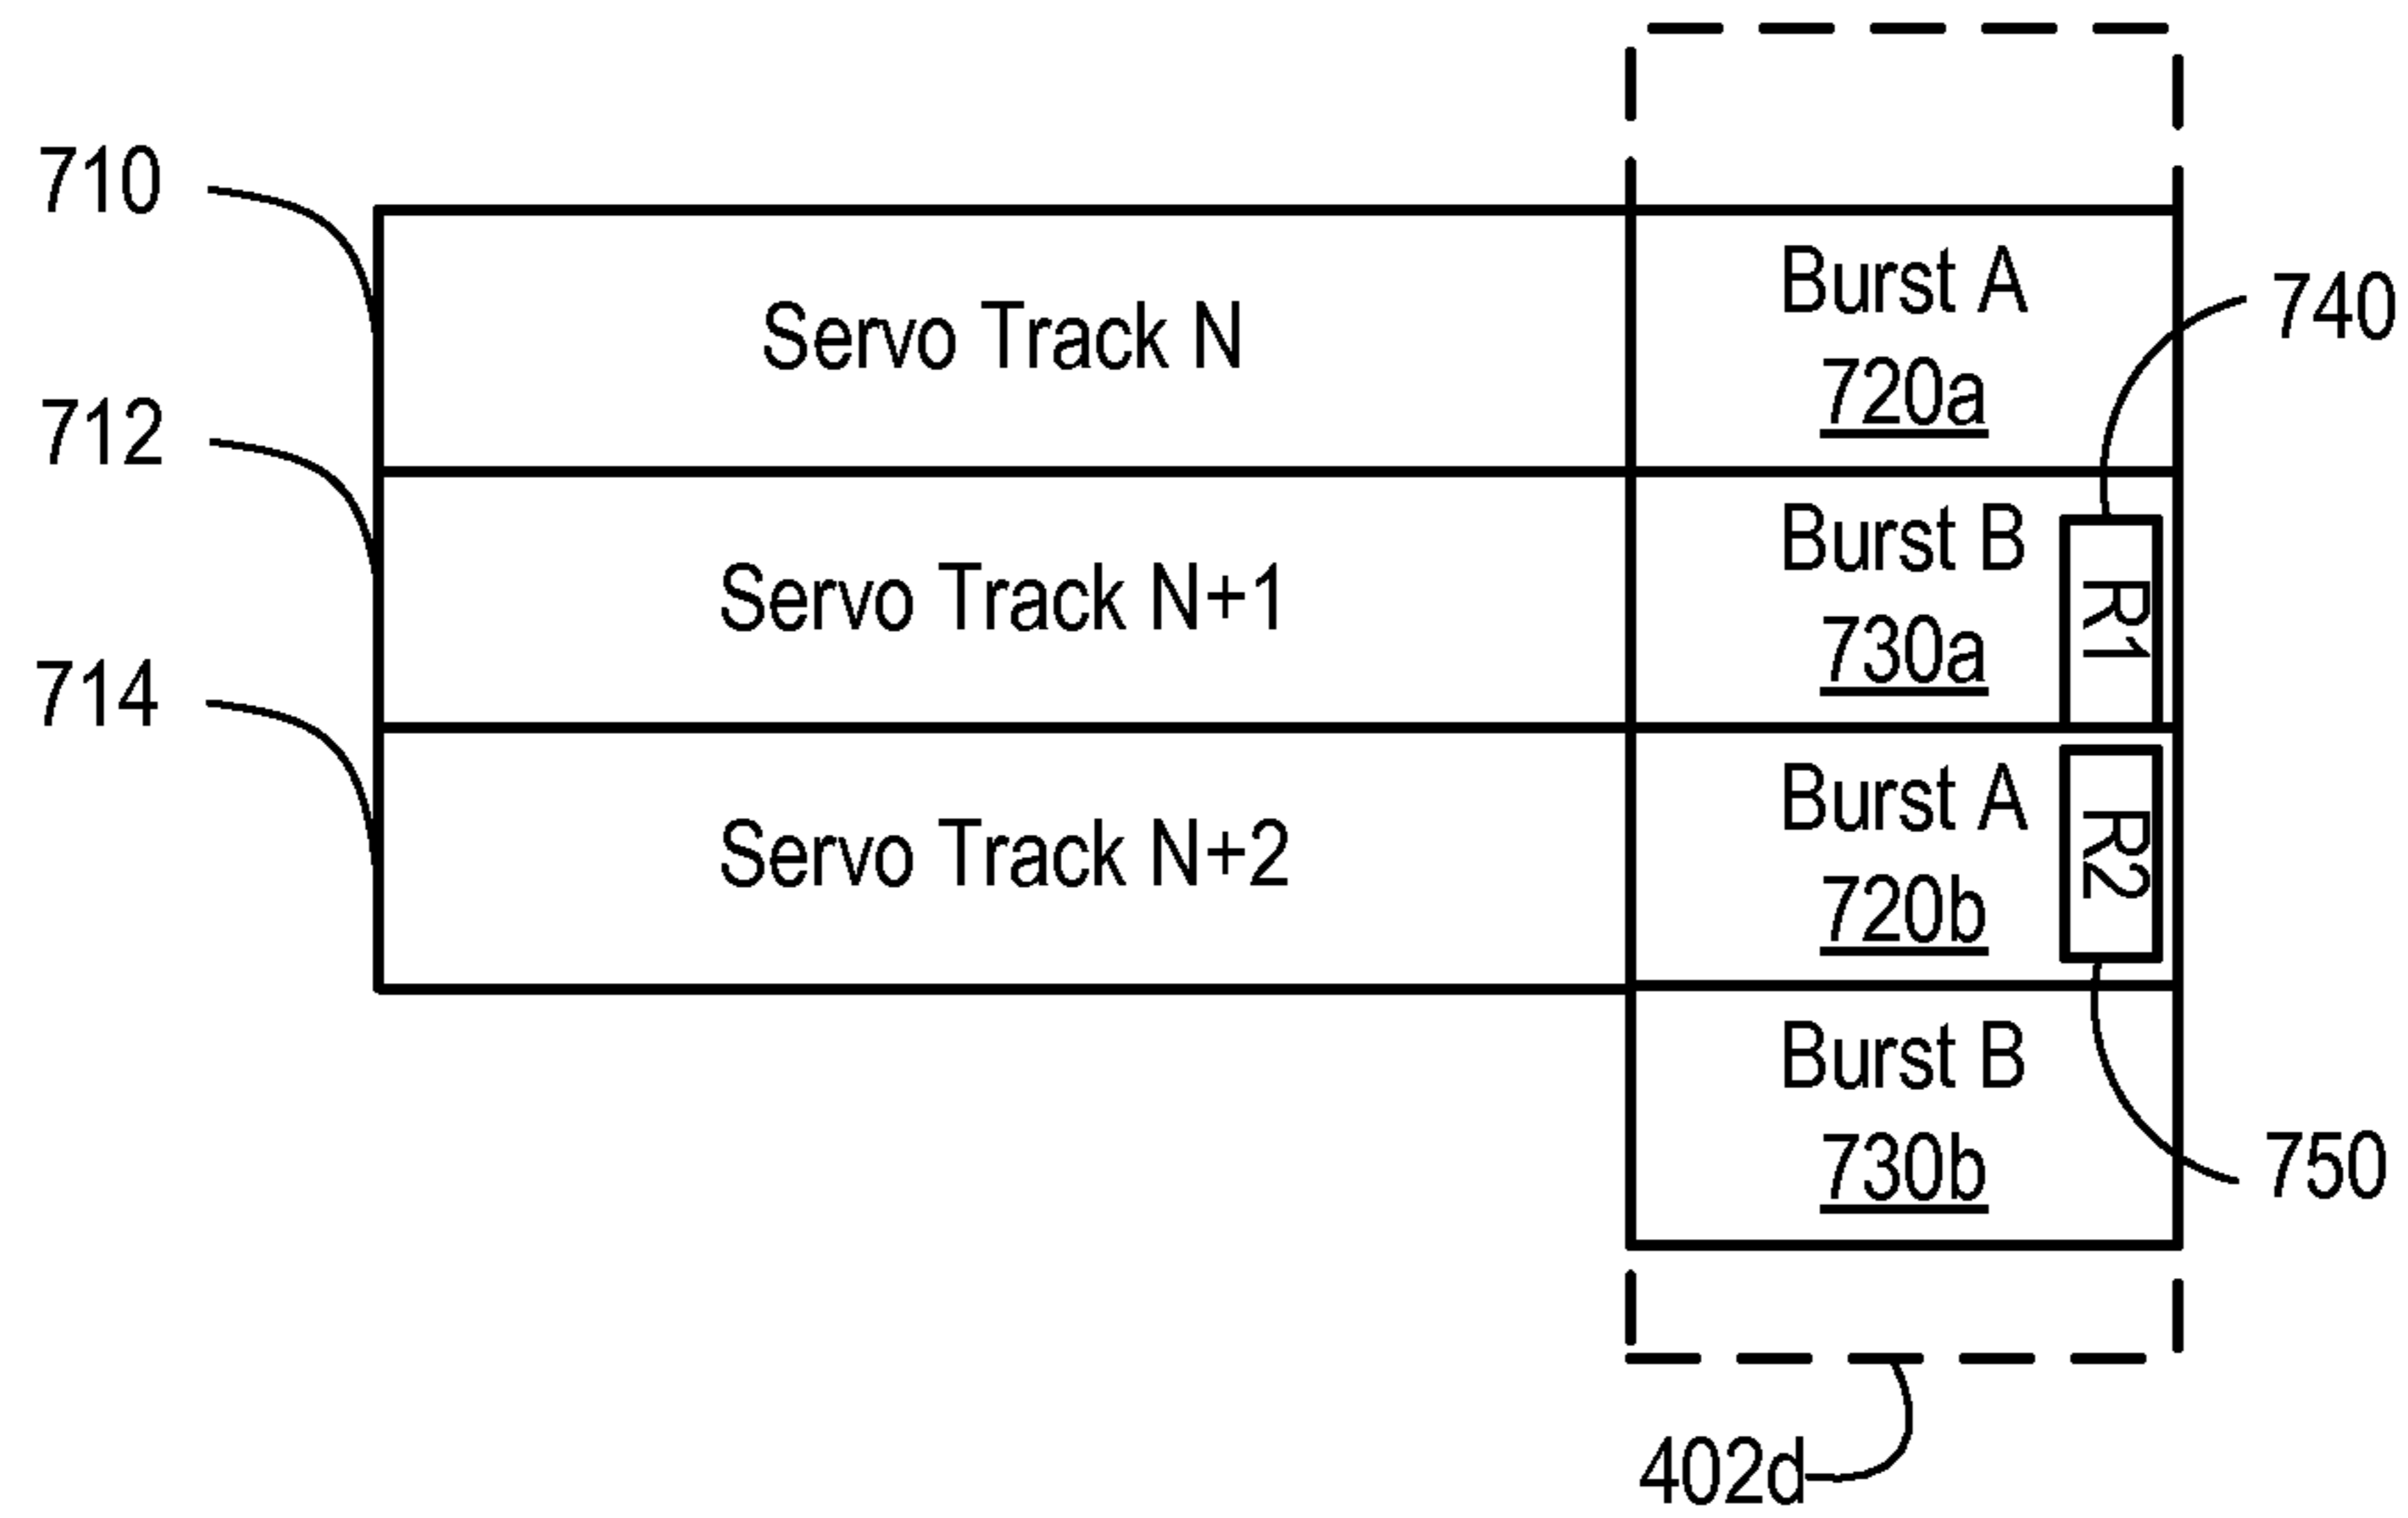 710
Servo Track N
Burst A
720a
740
712
Servo Track N+1
Burst B
730a
R1
714
Servo Track N+2
Burst A
720b
R2
Burst B
730b
750
402d